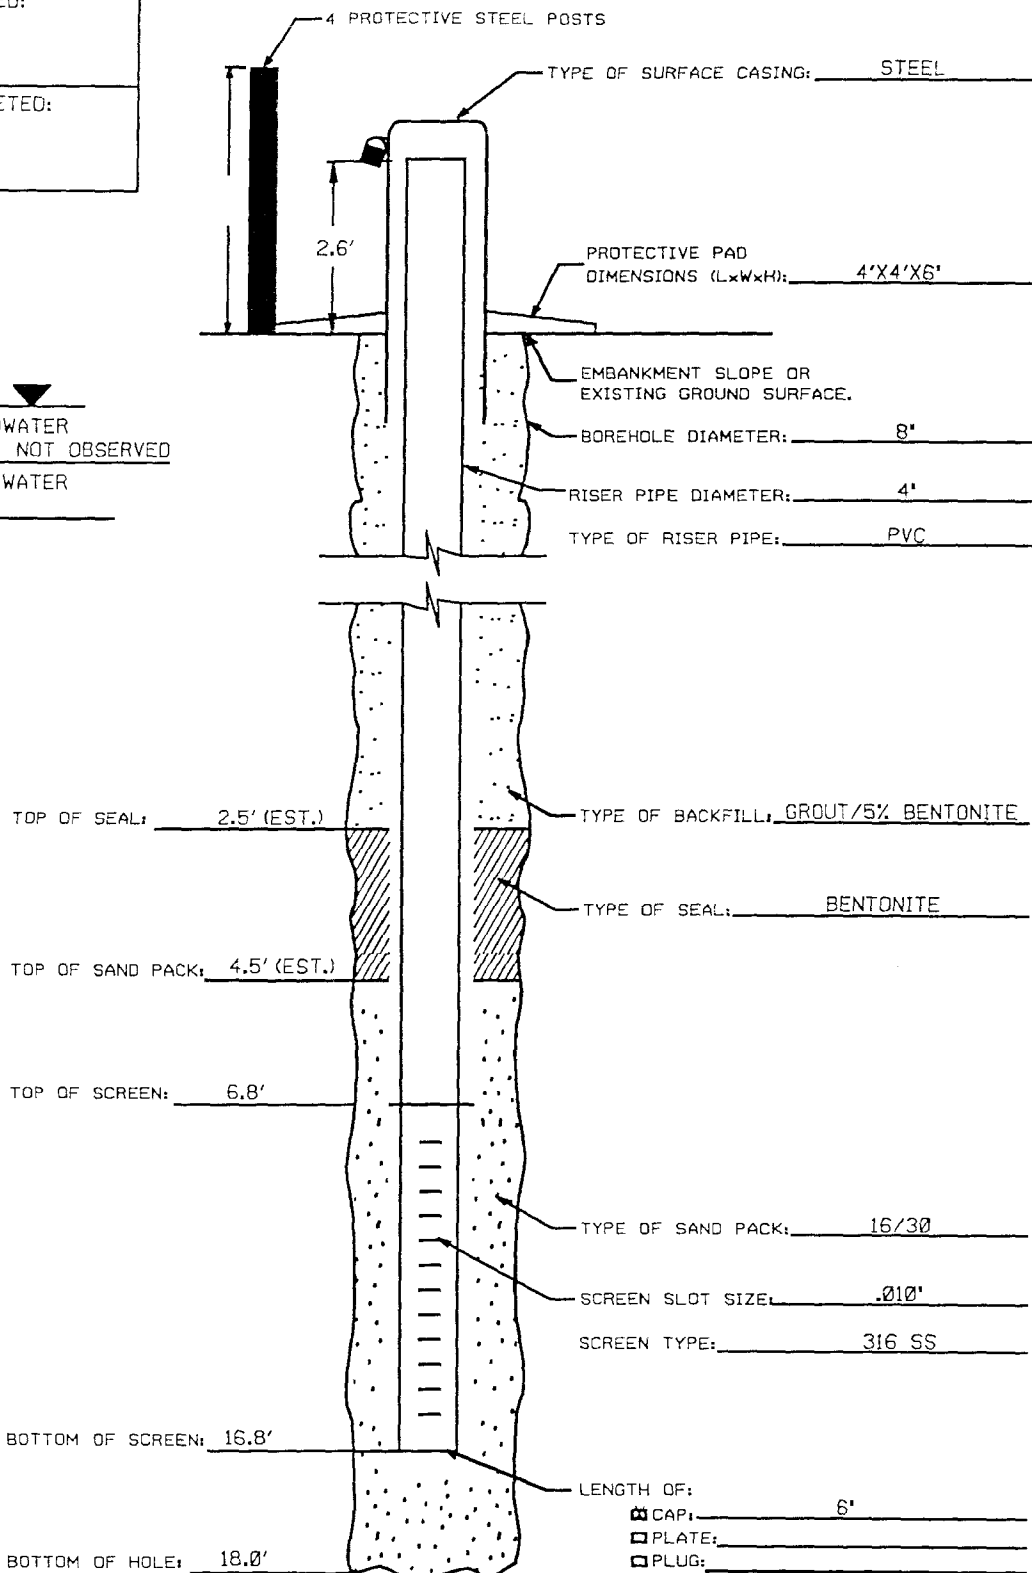 4 PROTECTIVE STEEL POSTS
TYPE OF SURFACE CASING: STEEL
ETED:
2.6'
PROTECTIVE PAD
DIMENSIONS (LxWxH): 4'X4'X6"
EMBANKMENT SLOPE OR
EXISTING GROUND SURFACE.
WATER
NOT OBSERVED
BOREHOLE DIAMETER: 8"
WATER
RISER PIPE DIAMETER: 4"
TYPE OF RISER PIPE: PVC
TOP OF SEAL: 2.5' (EST.)
TYPE OF BACKFILL: GROUT/5% BENTONITE
TYPE OF SEAL: BENTONITE
TOP OF SAND PACK: 4.5' (EST.)
TOP OF SCREEN: 6.8'
TYPE OF SAND PACK: 16/30
SCREEN SLOT SIZE: .010"
SCREEN TYPE: 316 SS
BOTTOM OF SCREEN: 16.8'
LENGTH OF:
CAP: 6"
PLATE:
PLUG:
BOTTOM OF HOLE: 18.0'